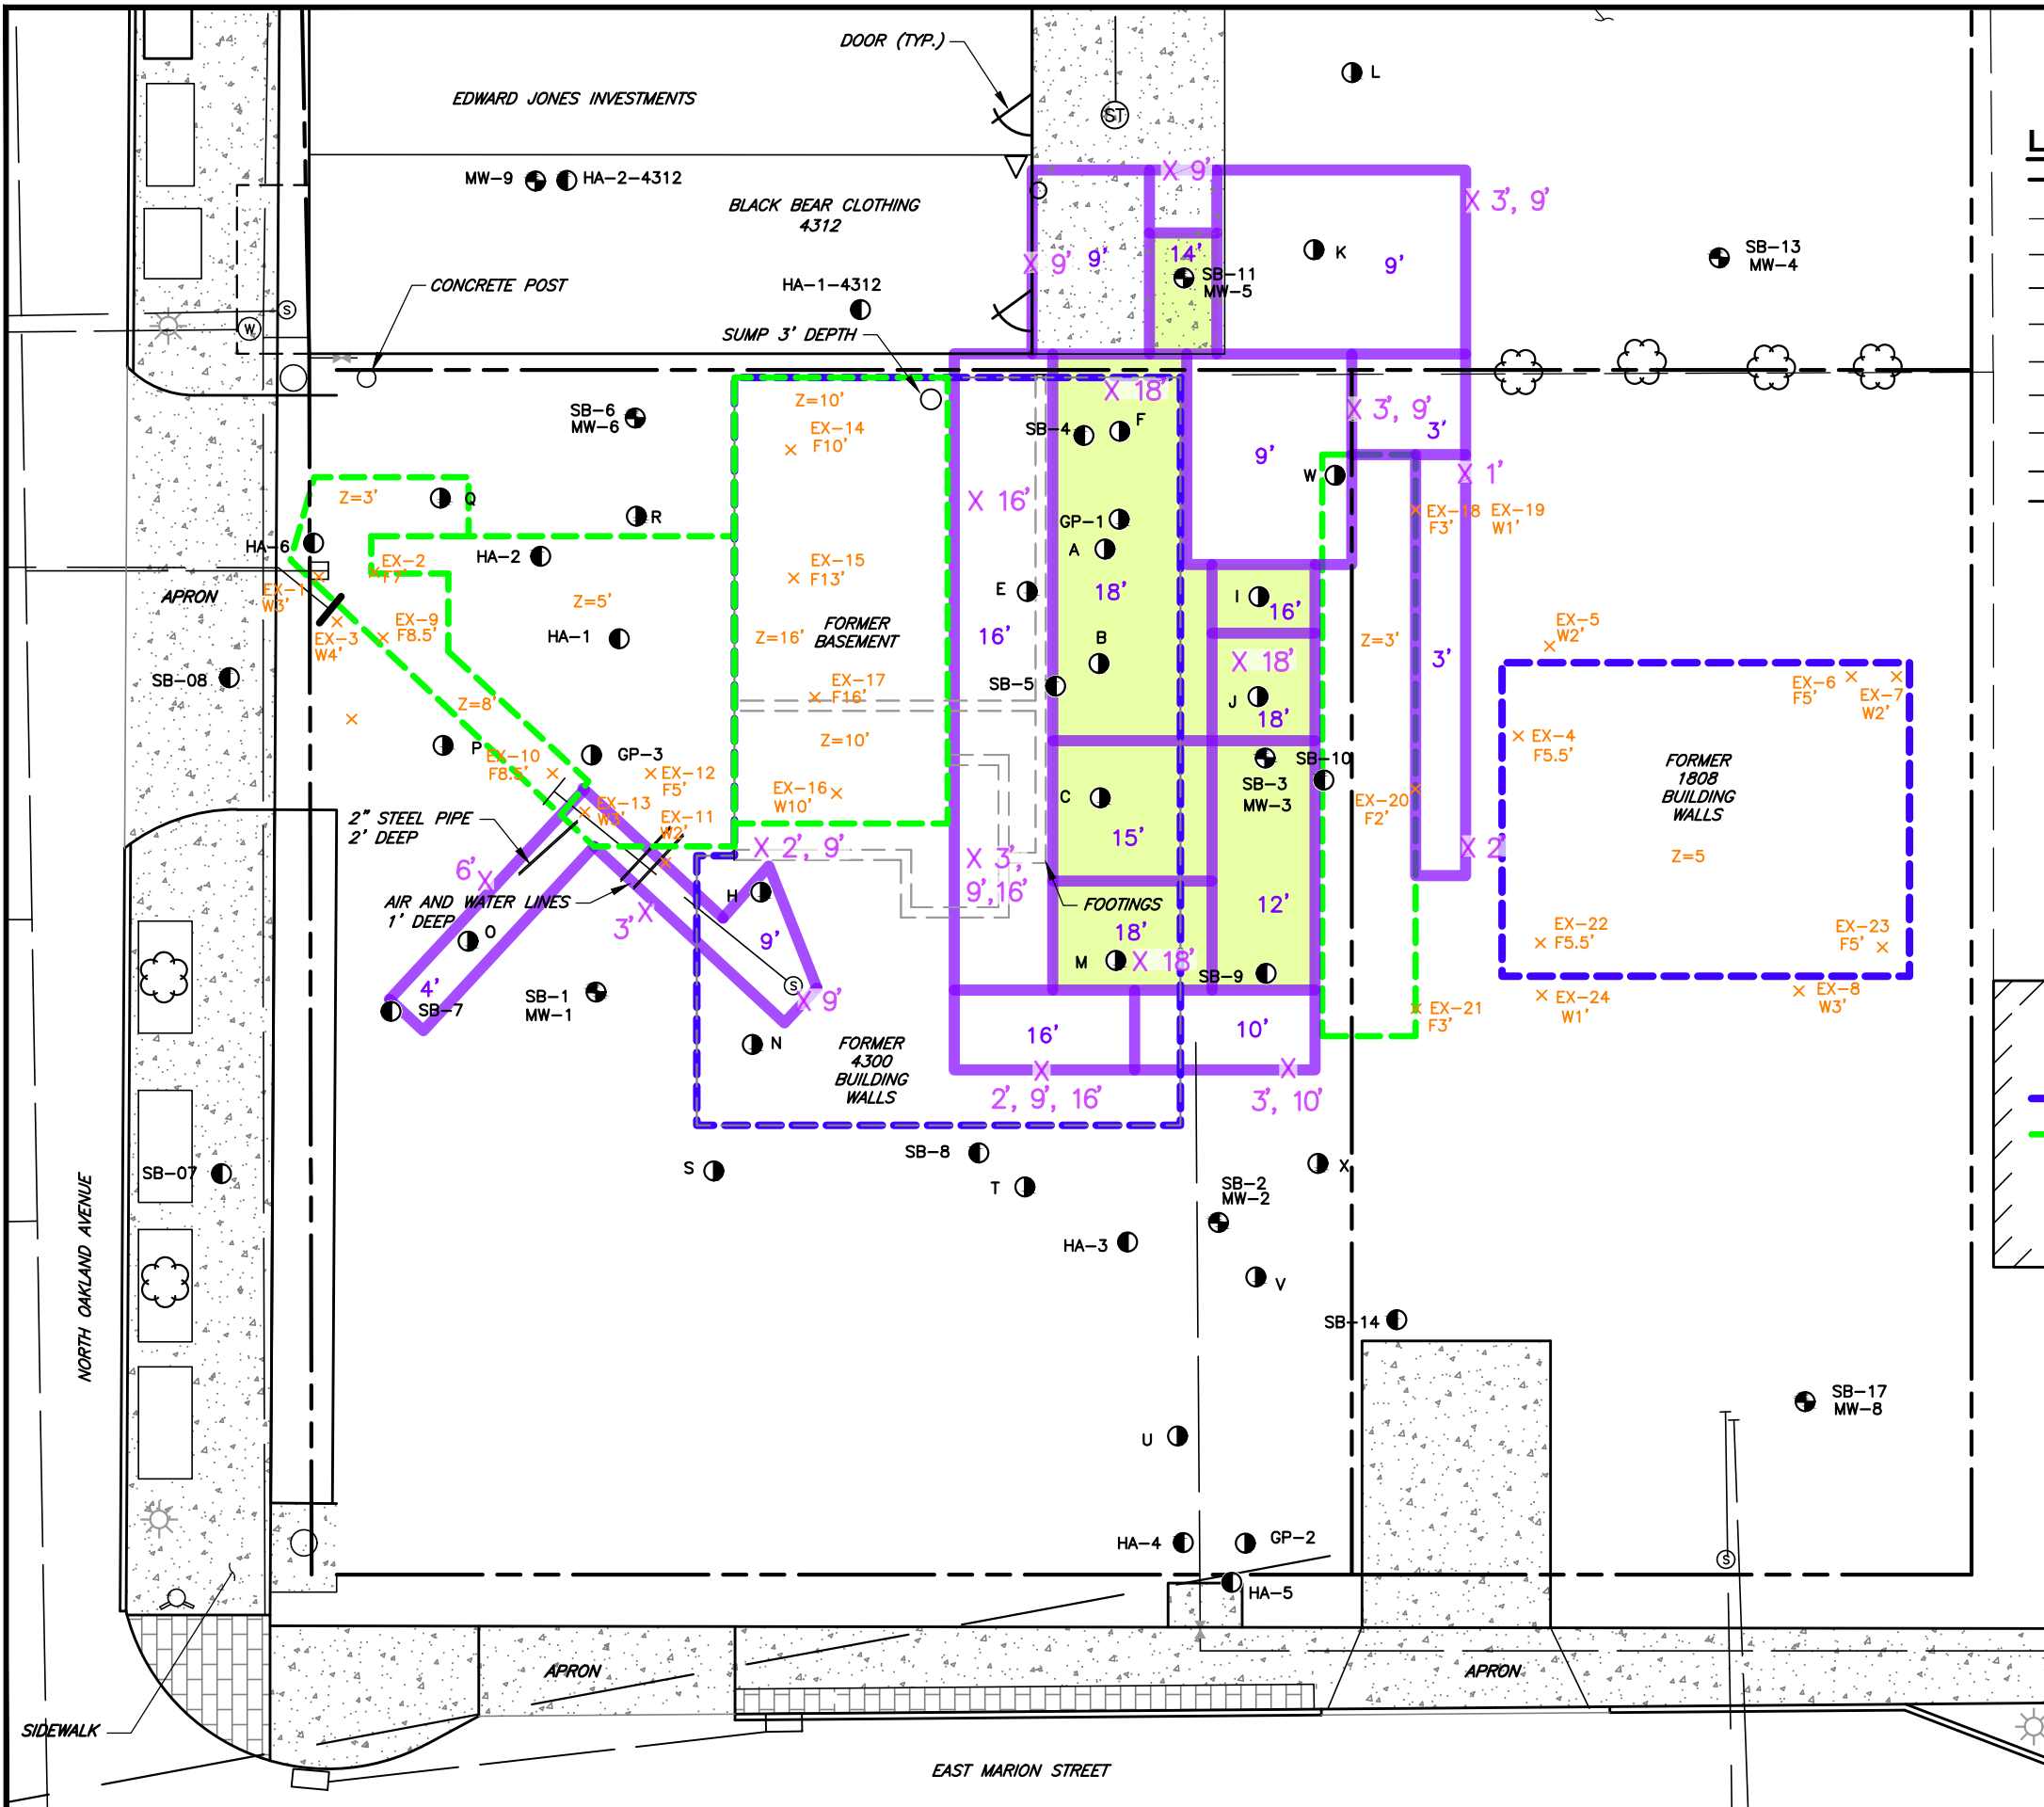 DOOR (TYP.)
L
EDWARD JONES INVESTMENTS
ST
MW-9
HA-2-4312
X 9'
X 3', 9'
BLACK BEAR CLOTHING
4312
K
SB-13
MW-4
9'
X 9'
14'
9'
SB-11
MW-5
CONCRETE POST
HA-1-4312
S
W
SUMP 3' DEPTH
X 18'
Z=10'
SB-6
MW-6
EX-14
F10'
SB-4
F
X 3', 9'
3'
9'
W
X 1'
Z=3'
Q
R
X 16'
GP-1
EX-18
F3'
EX-19
W1'
HA-6
HA-2
A
EX-2
F7'
EX-15
F13'
EX-1
W3'
APRON
E
18'
I
16'
Z=5'
EX-9
F8.5'
EX-3
W4'
HA-1
FORMER
BASEMENT
Z=16'
16'
B
Z=3'
EX-5
W2'
X 18'
3'
SB-08
EX-17
F16'
SB-5
J
18'
EX-6
F5'
EX-7
W2'
Z=8'
Z=10'
EX-4
F5.5'
P
GP-3
EX-10
F8.5'
EX-12
F5'
SB-3
MW-3
SB-10
FORMER
1808
BUILDING
WALLS
EX-16
W10'
C
EX-13
W3'
EX-11
W2'
EX-20
F2'
2" STEEL PIPE
2' DEEP
15'
X 2', 9'
X 3',
9',16'
X 2'
Z=5
6'
X
H
AIR AND WATER LINES
1' DEEP
X
3'
FOOTINGS
12'
O
9'
18'
EX-22
F5.5'
EX-23
F5'
M
X 18'
SB-9
4'
SB-7
SB-1
MW-1
S
X 9'
EX-24
W1'
EX-8
W3'
EX-21
F3'
N
FORMER
4300
BUILDING
WALLS
16'
10'
X
2', 9', 16'
X
3', 10'
SB-8
S
T
X
SB-07
SB-2
MW-2
HA-3
V
NORTH OAKLAND AVENUE
SB-14
SB-17
MW-8
U
HA-4
GP-2
S
HA-5
APRON
APRON
SIDEWALK
EAST MARION STREET